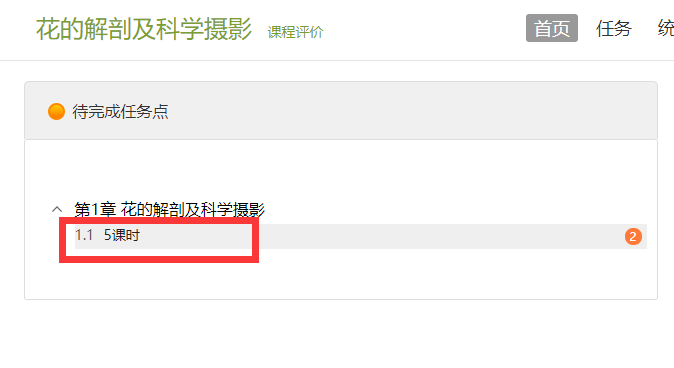 花的解剖及科学摄影 课程评价 首页 任务 统
待完成任务点
第1章 花的解剖及科学摄影
1.1 5课时 2